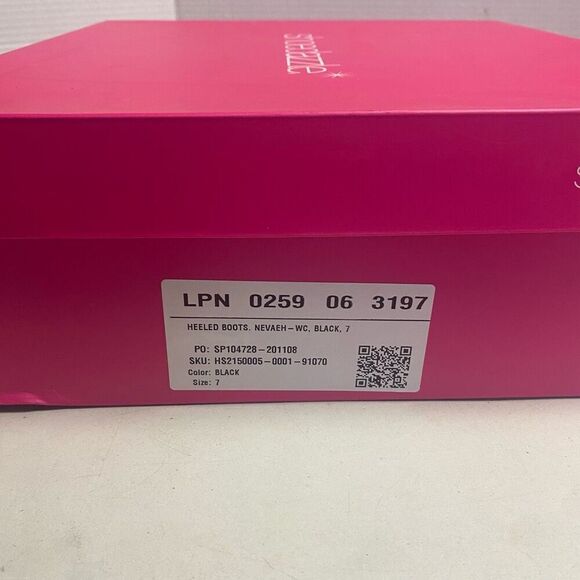 LPN 0259 06 3197
HEELED BOOTS. NEVAEH-WC, BLACK, 7
PO: SP104728-201108
SKU: HS2150005-0001-91070
Color: BLACK
Size: 7